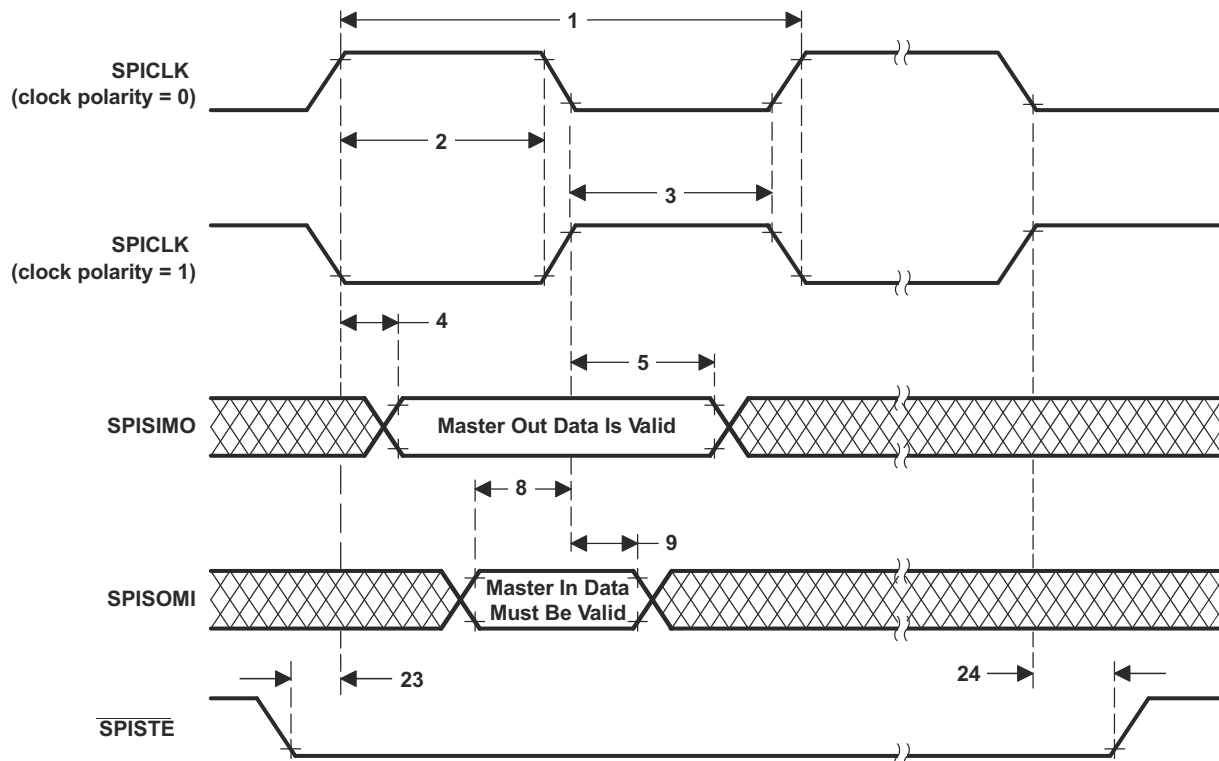 1
SPICLK
(clock polarity = 0)
2
3
SPICLK
(clock polarity = 1)
4
5
SPISIMO
Master Out Data Is Valid
8
9
SPISOMI
Master In Data
Must Be Valid
23
24
SPISTE